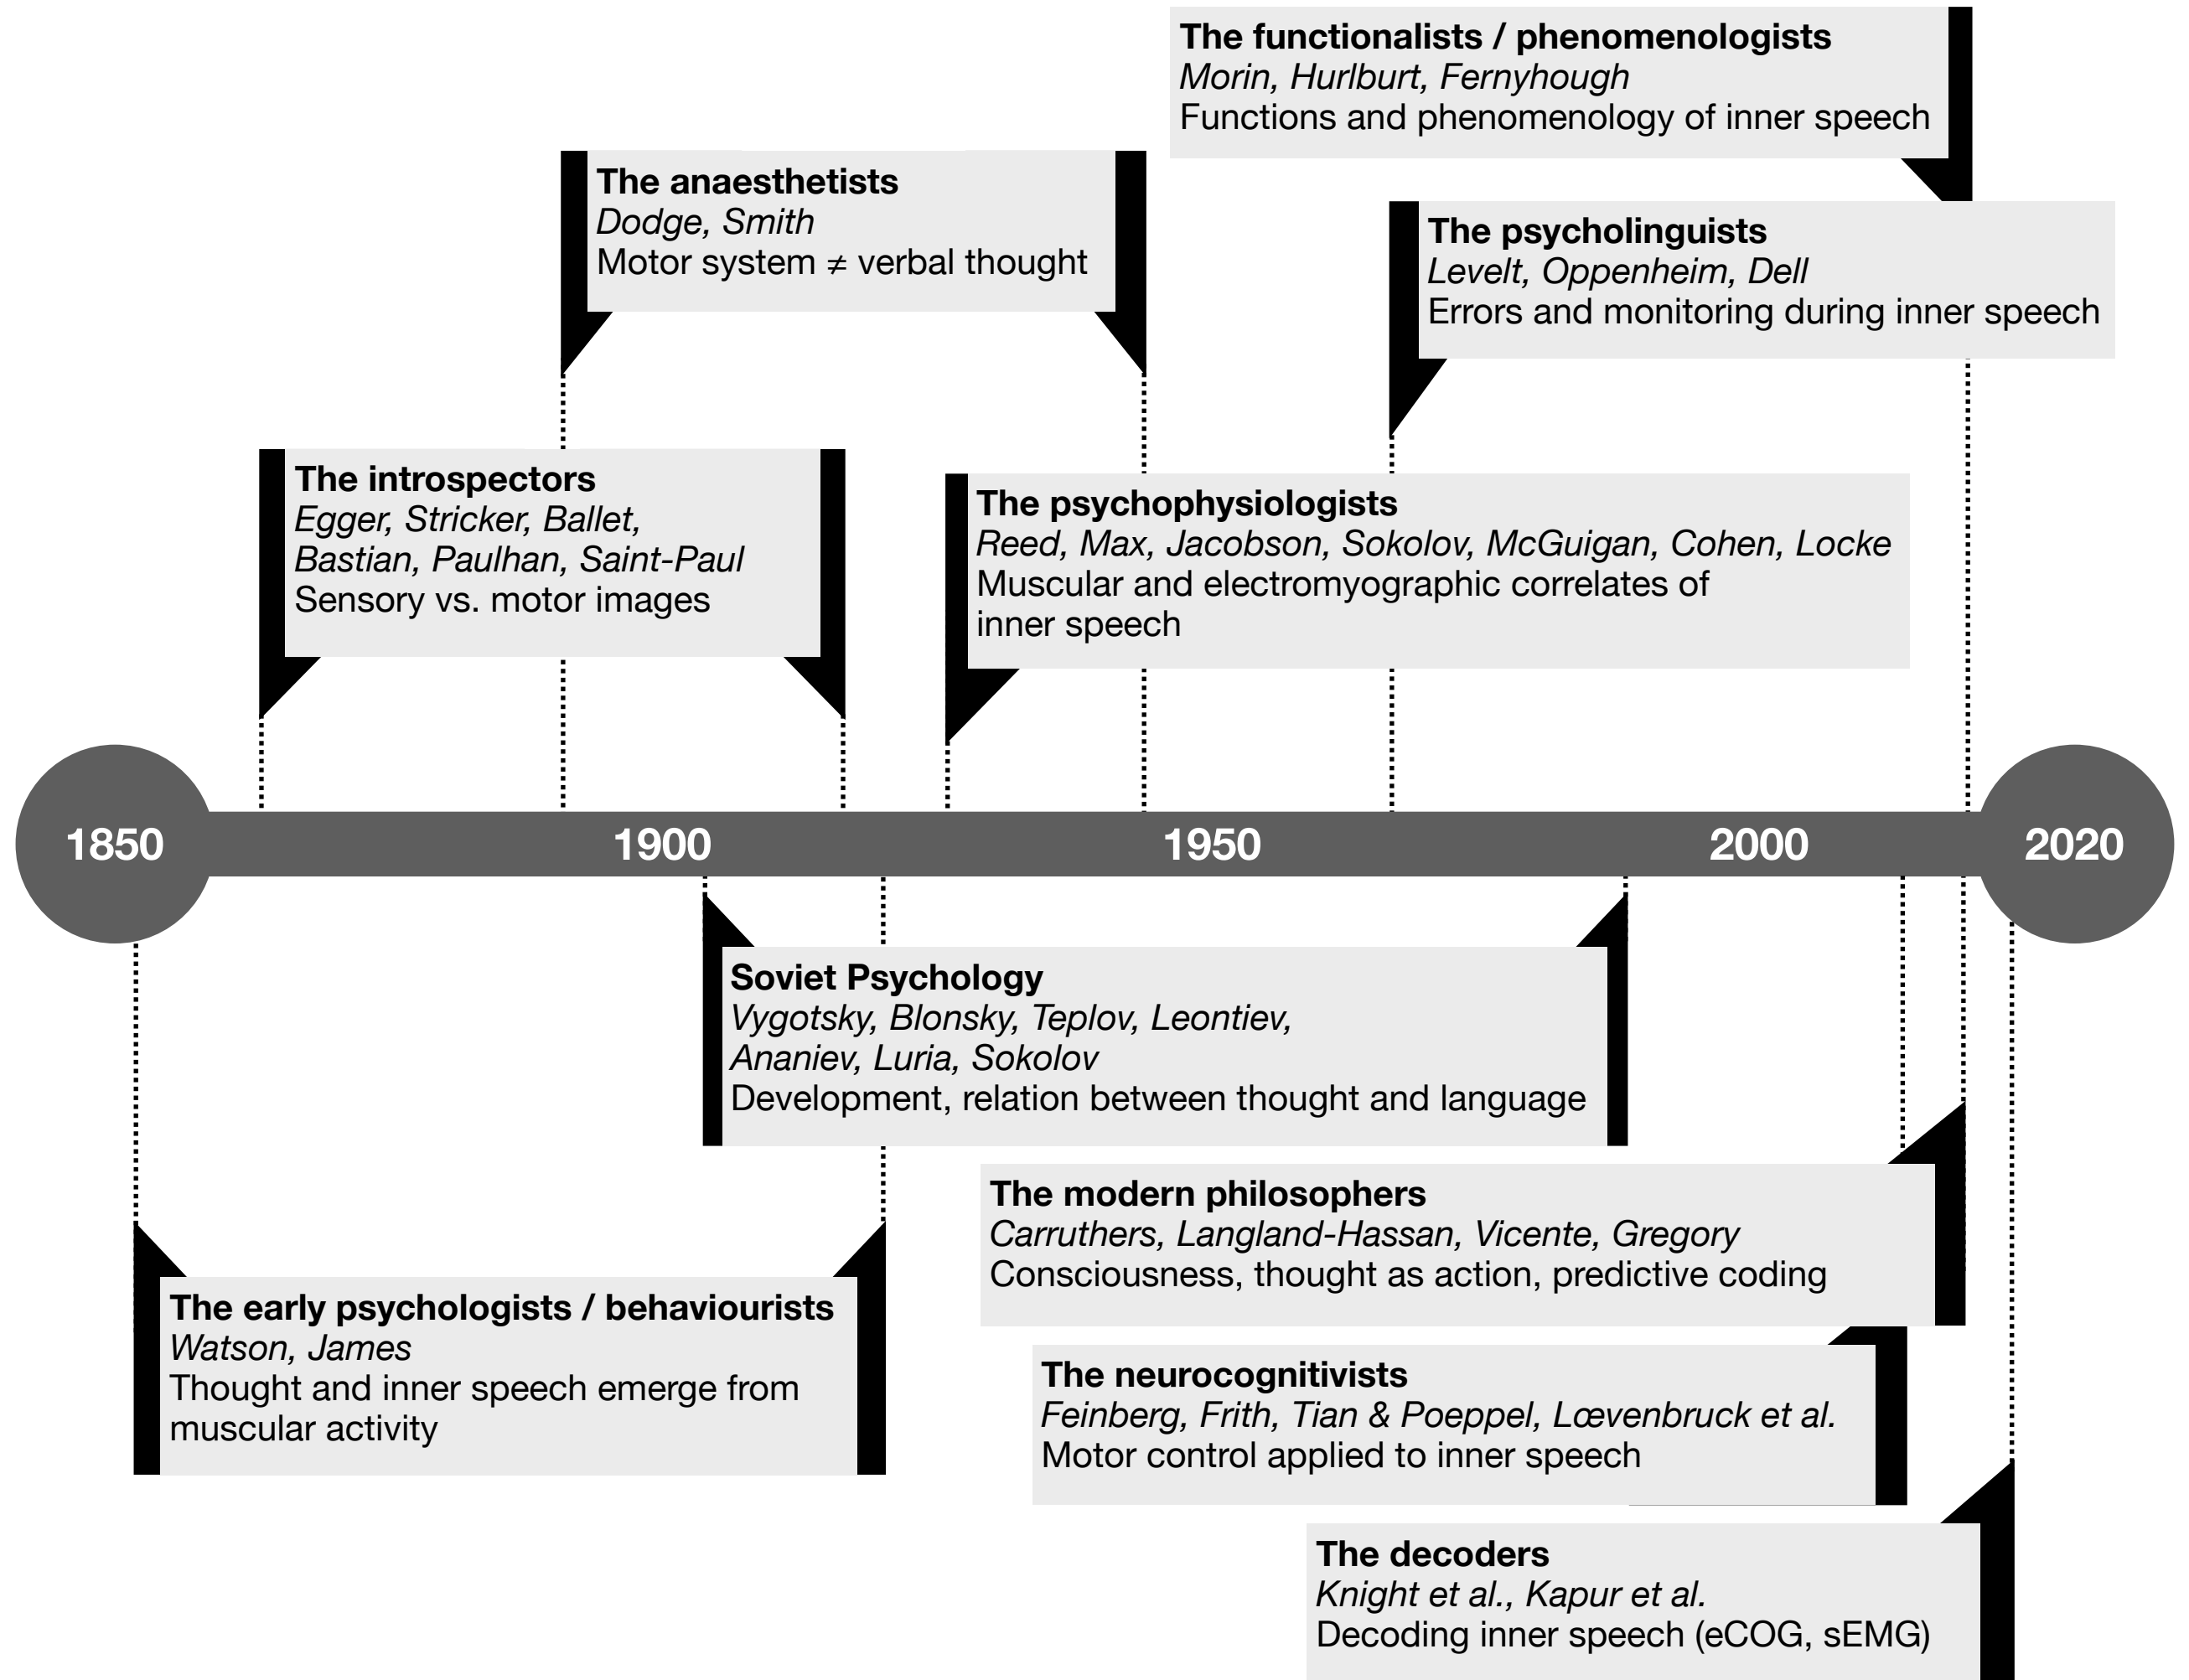 The functionalists / phenomenologists
Morin, Hurlburt, Fernyhough
Functions and phenomenology of inner speech
The anaesthetists
Dodge, Smith
Motor system ≠ verbal thought
The psycholinguists
Levelt, Oppenheim, Dell
Errors and monitoring during inner speech
The introspectors
Egger, Stricker, Ballet,
Bastian, Paulhan, Saint-Paul
Sensory vs. motor images
The psychophysiologists
Reed, Max, Jacobson, Sokolov, McGuigan, Cohen, Locke
Muscular and electromyographic correlates of
inner speech
1850 1900 1950 2000 2020
Soviet Psychology
Vygotsky, Blonsky, Teplov, Leontiev,
Ananiev, Luria, Sokolov
Development, relation between thought and language
The modern philosophers
Carruthers, Langland-Hassan, Vicente, Gregory
Consciousness, thought as action, predictive coding
The early psychologists / behaviourists
Watson, James
Thought and inner speech emerge from
muscular activity
The neurocognitivists
Feinberg, Frith, Tian & Poeppel, Lœvenbruck et al.
Motor control applied to inner speech
The decoders
Knight et al., Kapur et al.
Decoding inner speech (eCOG, sEMG)